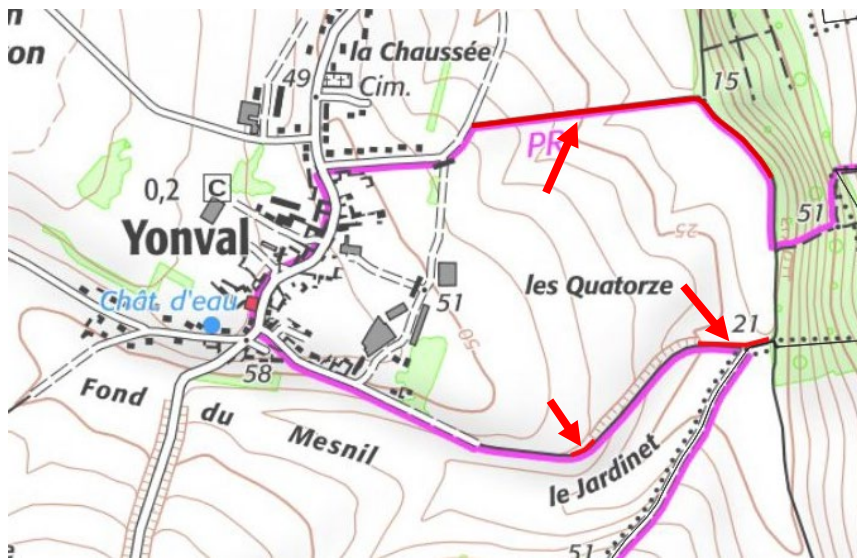 on
la Chaussée
49
Cim.
15
PR
0,2
C
Yonval
51
25
les Quatorze
Chât. d'eau
51
50
21
58
Fond du Mesnil
le Jardinet
51